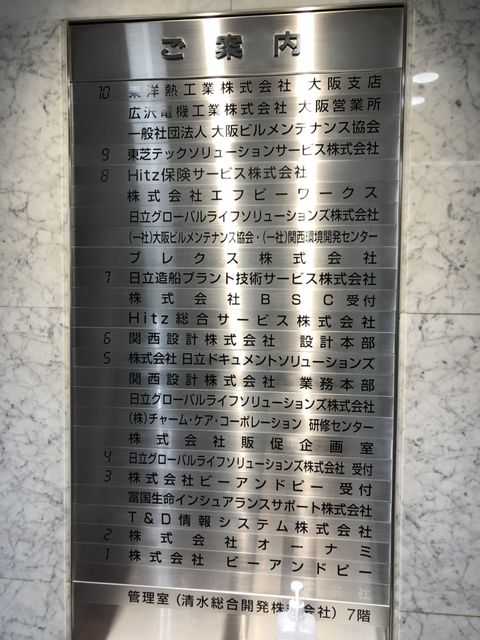 ご案内
10 東洋熱工業株式会社 大阪支店
広沢電機工業株式会社 大阪営業所
一般社団法人 大阪ビルメンテナンス協会
9 東芝テックソリューションサービス株式会社
8 Hitz保険サービス株式会社
株式会社エフビーワークス
日立グローバルライフソリューションズ株式会社
(一社)大阪ビルメンテナンス協会・(一社)関西環境開発センター
プレクス株式会社
7 日立造船プラント技術サービス株式会社
株式会社BSC受付
Hitz総合サービス株式会社
6 関西設計株式会社 設計本部
5 株式会社 日立ドキュメントソリューションズ
関西設計株式会社 業務本部
日立グローバルライフソリューションズ株式会社
(株)チャーム・ケア・コーポレーション 研修センター
株式会社販促企画室
4 日立グローバルライフソリューションズ株式会社 受付
3 株式会社ビーアンドビー 受付
富国生命インシュアランスサポート株式会社
T&D情報システム株式会社
2 株式会社オーナミ
1 株式会社 ビーアンドビー
管理室(清水総合開発株式会社) 7階